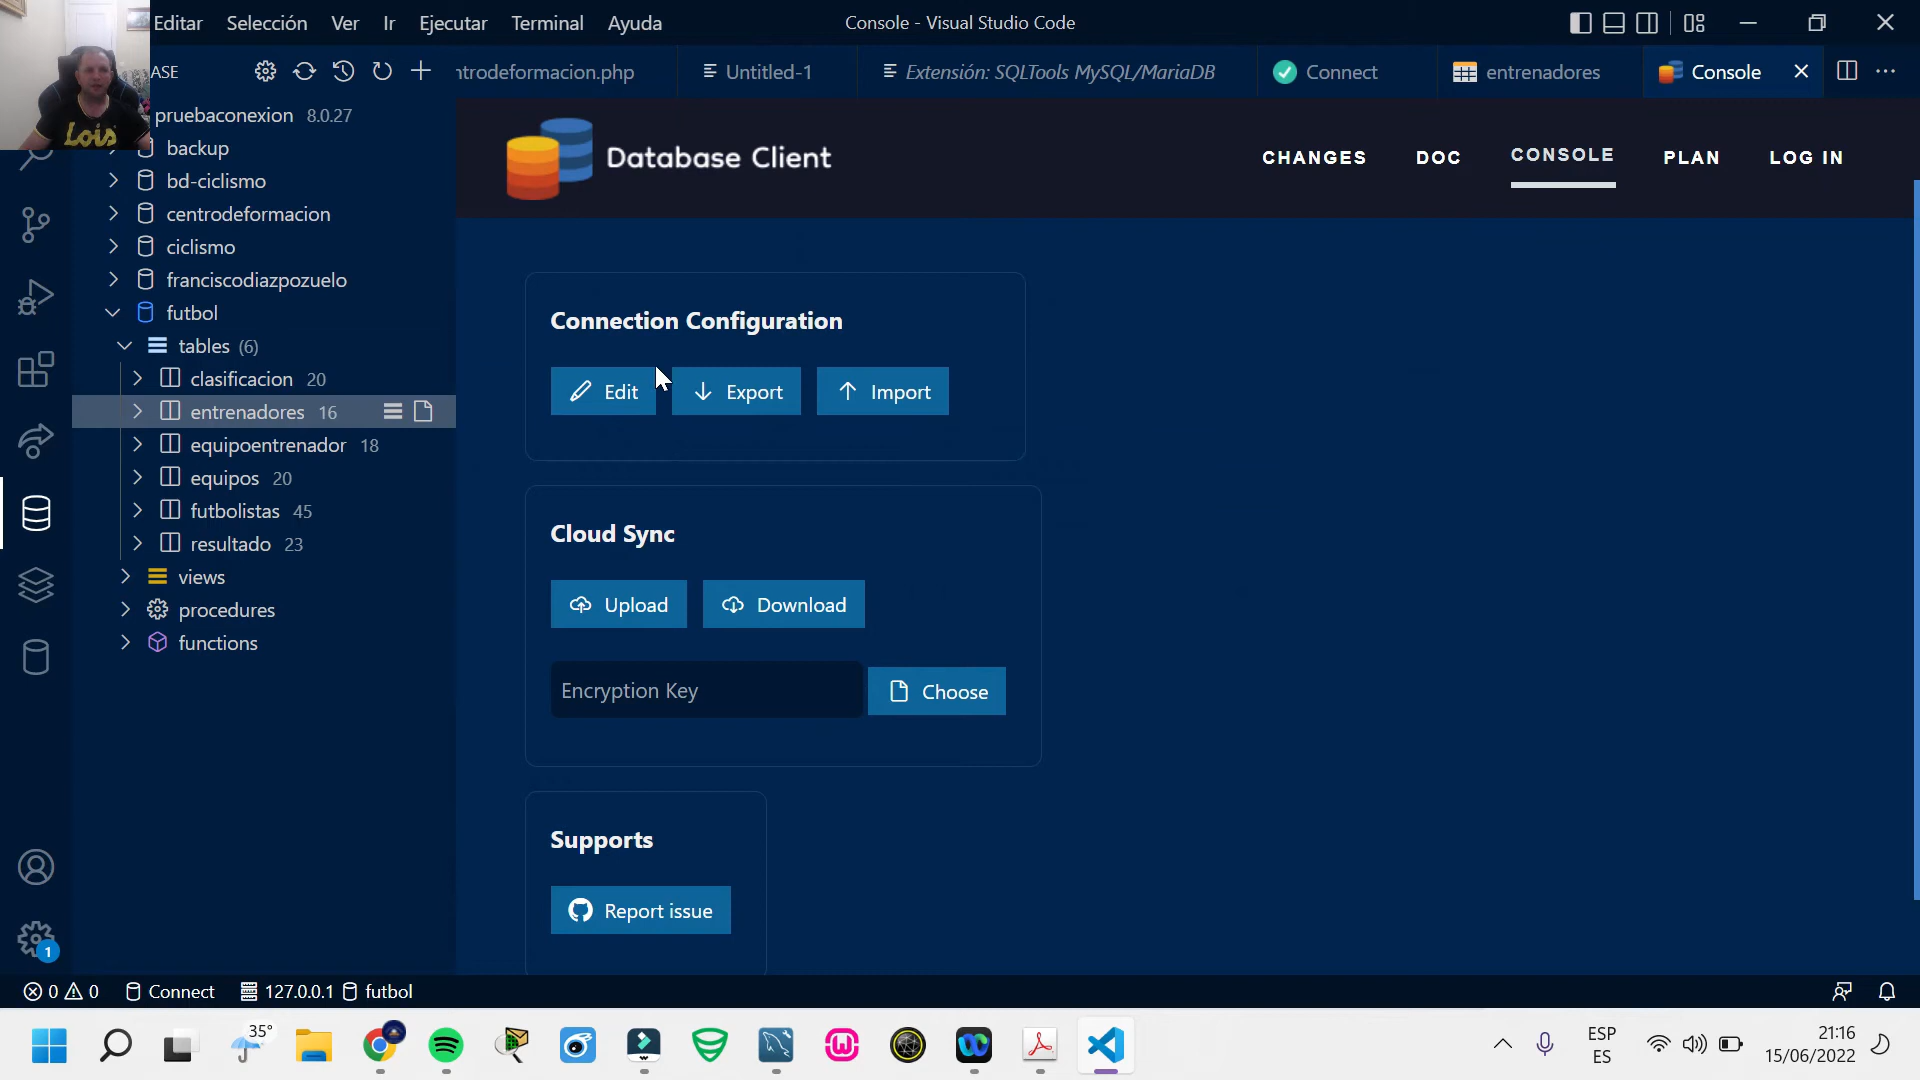 Editar Selección Ver Ir Ejecutar Terminal Ayuda Console - Visual Studio Code
ASE ntrodeformacion.php Untitled-1 Extensión: SQLTools MySQL/MariaDB Connect entrenadores Console
pruebaconexion 8.0.27
backup
bd-ciclismo
centrodeformacion
ciclismo
franciscodiazpozuelo
futbol
tables (6)
clasificacion 20
entrenadores 16
equipoentrenador 18
equipos 20
futbolistas 45
resultado 23
views
procedures
functions
Database Client
CHANGES DOC CONSOLE PLAN LOG IN
Connection Configuration
Edit Export Import
Cloud Sync
Upload Download
Encryption Key Choose
Supports
Report issue
Lois
1
0 0 Connect 127.0.0.1 futbol
35°
ESP
ES
21:16
15/06/2022